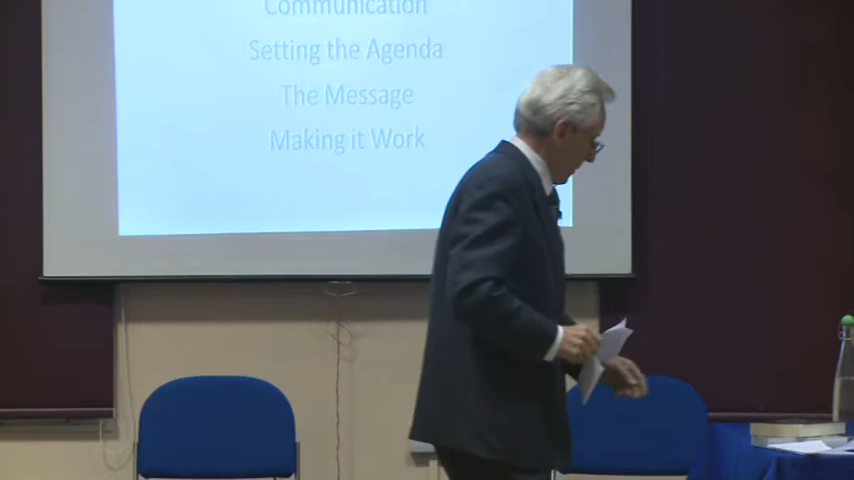 Communication
Setting the Agenda
The Message
Making it Work